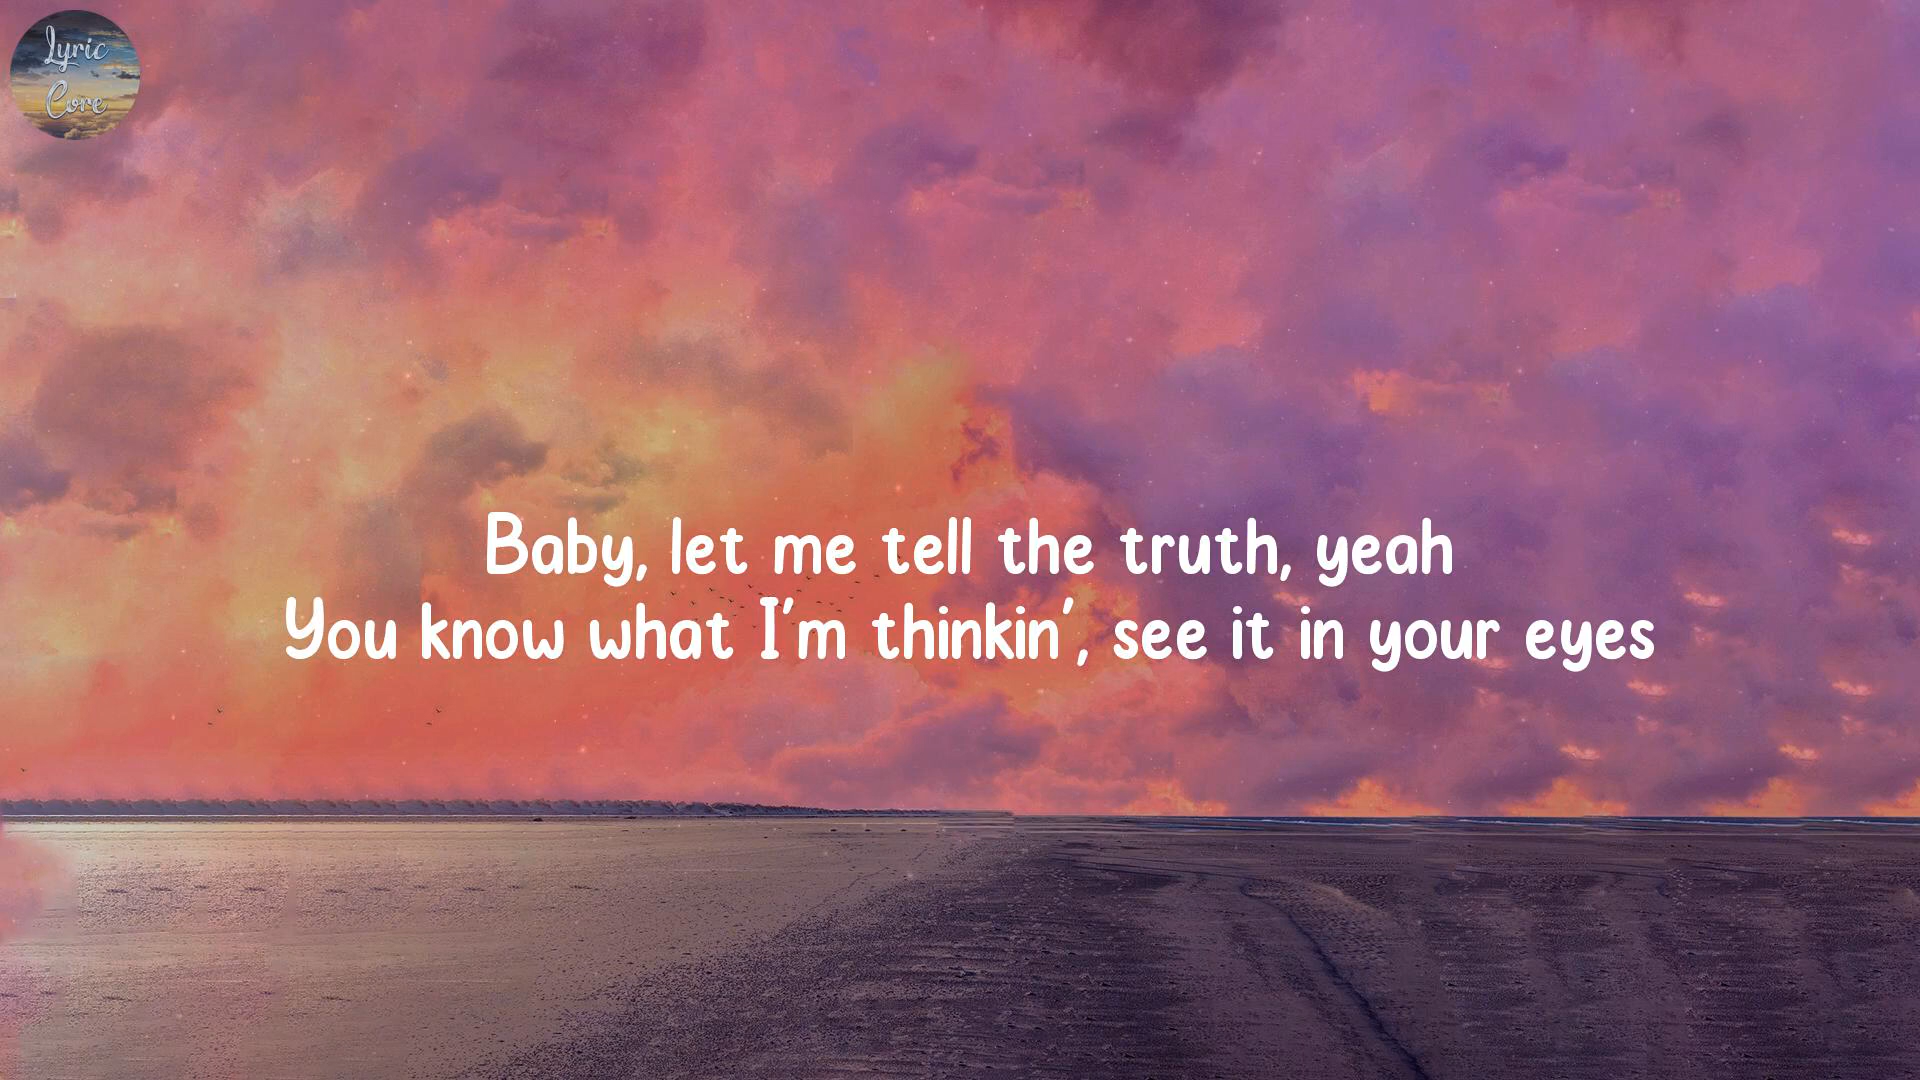 Lyric
Core
Baby, let me tell the truth, yeah
You know what I'm thinkin', see it in your eyes